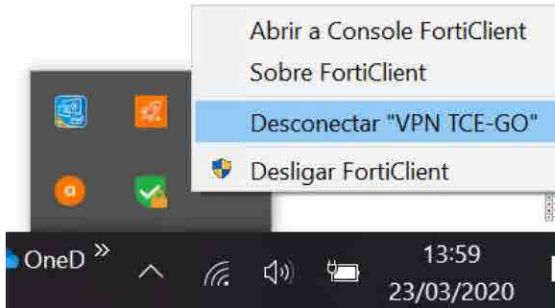 Abrir a Console FortiClient
Sobre FortiClient
Desconectar "VPN TCE-GO"
Desligar FortiClient
a
OneD »
13:59
23/03/2020